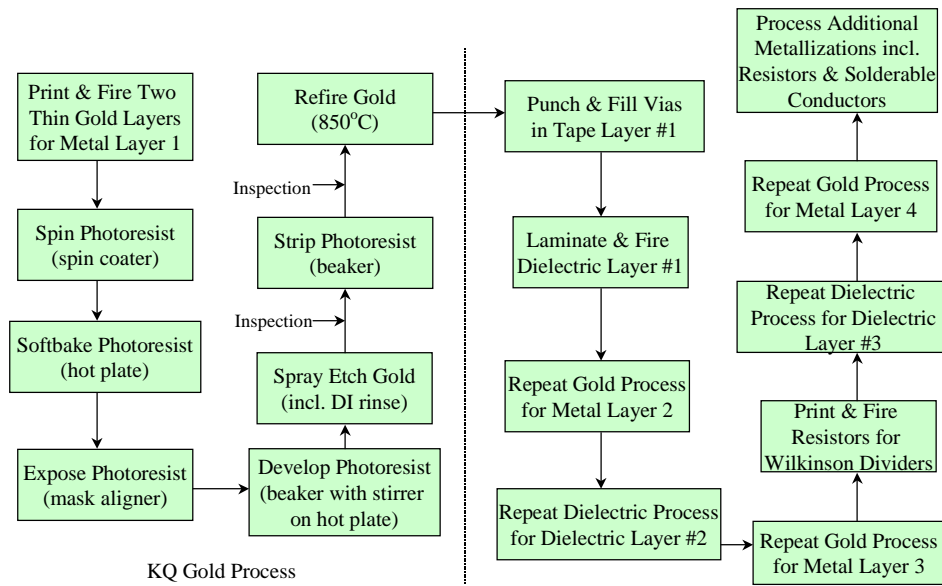 Print & Fire Two
Thin Gold Layers
for Metal Layer 1
Spin Photoresist
(spin coater)
Softbake Photoresist
(hot plate)
Expose Photoresist
(mask aligner)
Develop Photoresist
(beaker with stirrer
on hot plate)
Spray Etch Gold
(incl. DI rinse)
Inspection
Strip Photoresist
(beaker)
Inspection
Refire Gold
(850°C)
KQ Gold Process
Punch & Fill Vias
in Tape Layer #1
Laminate & Fire
Dielectric Layer #1
Repeat Gold Process
for Metal Layer 2
Repeat Dielectric Process
for Dielectric Layer #2
Repeat Gold Process
for Metal Layer 3
Print & Fire
Resistors for
Wilkinson Dividers
Repeat Dielectric
Process for Dielectric
Layer #3
Repeat Gold Process
for Metal Layer 4
Process Additional
Metallizations incl.
Resistors & Solderable
Conductors